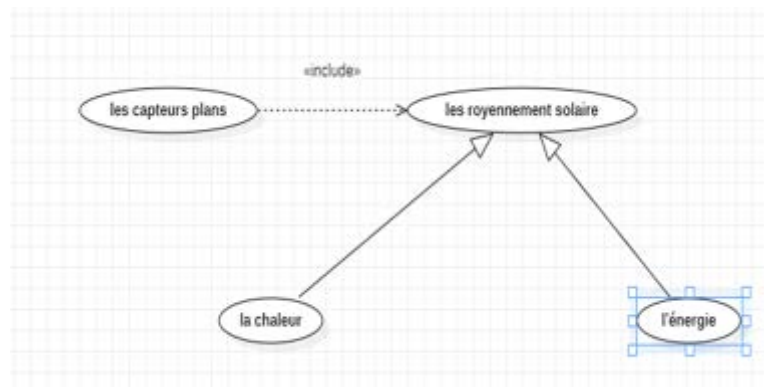 «include»
les capteurs plans
les royennement solaire
la chaleur
l'énergie